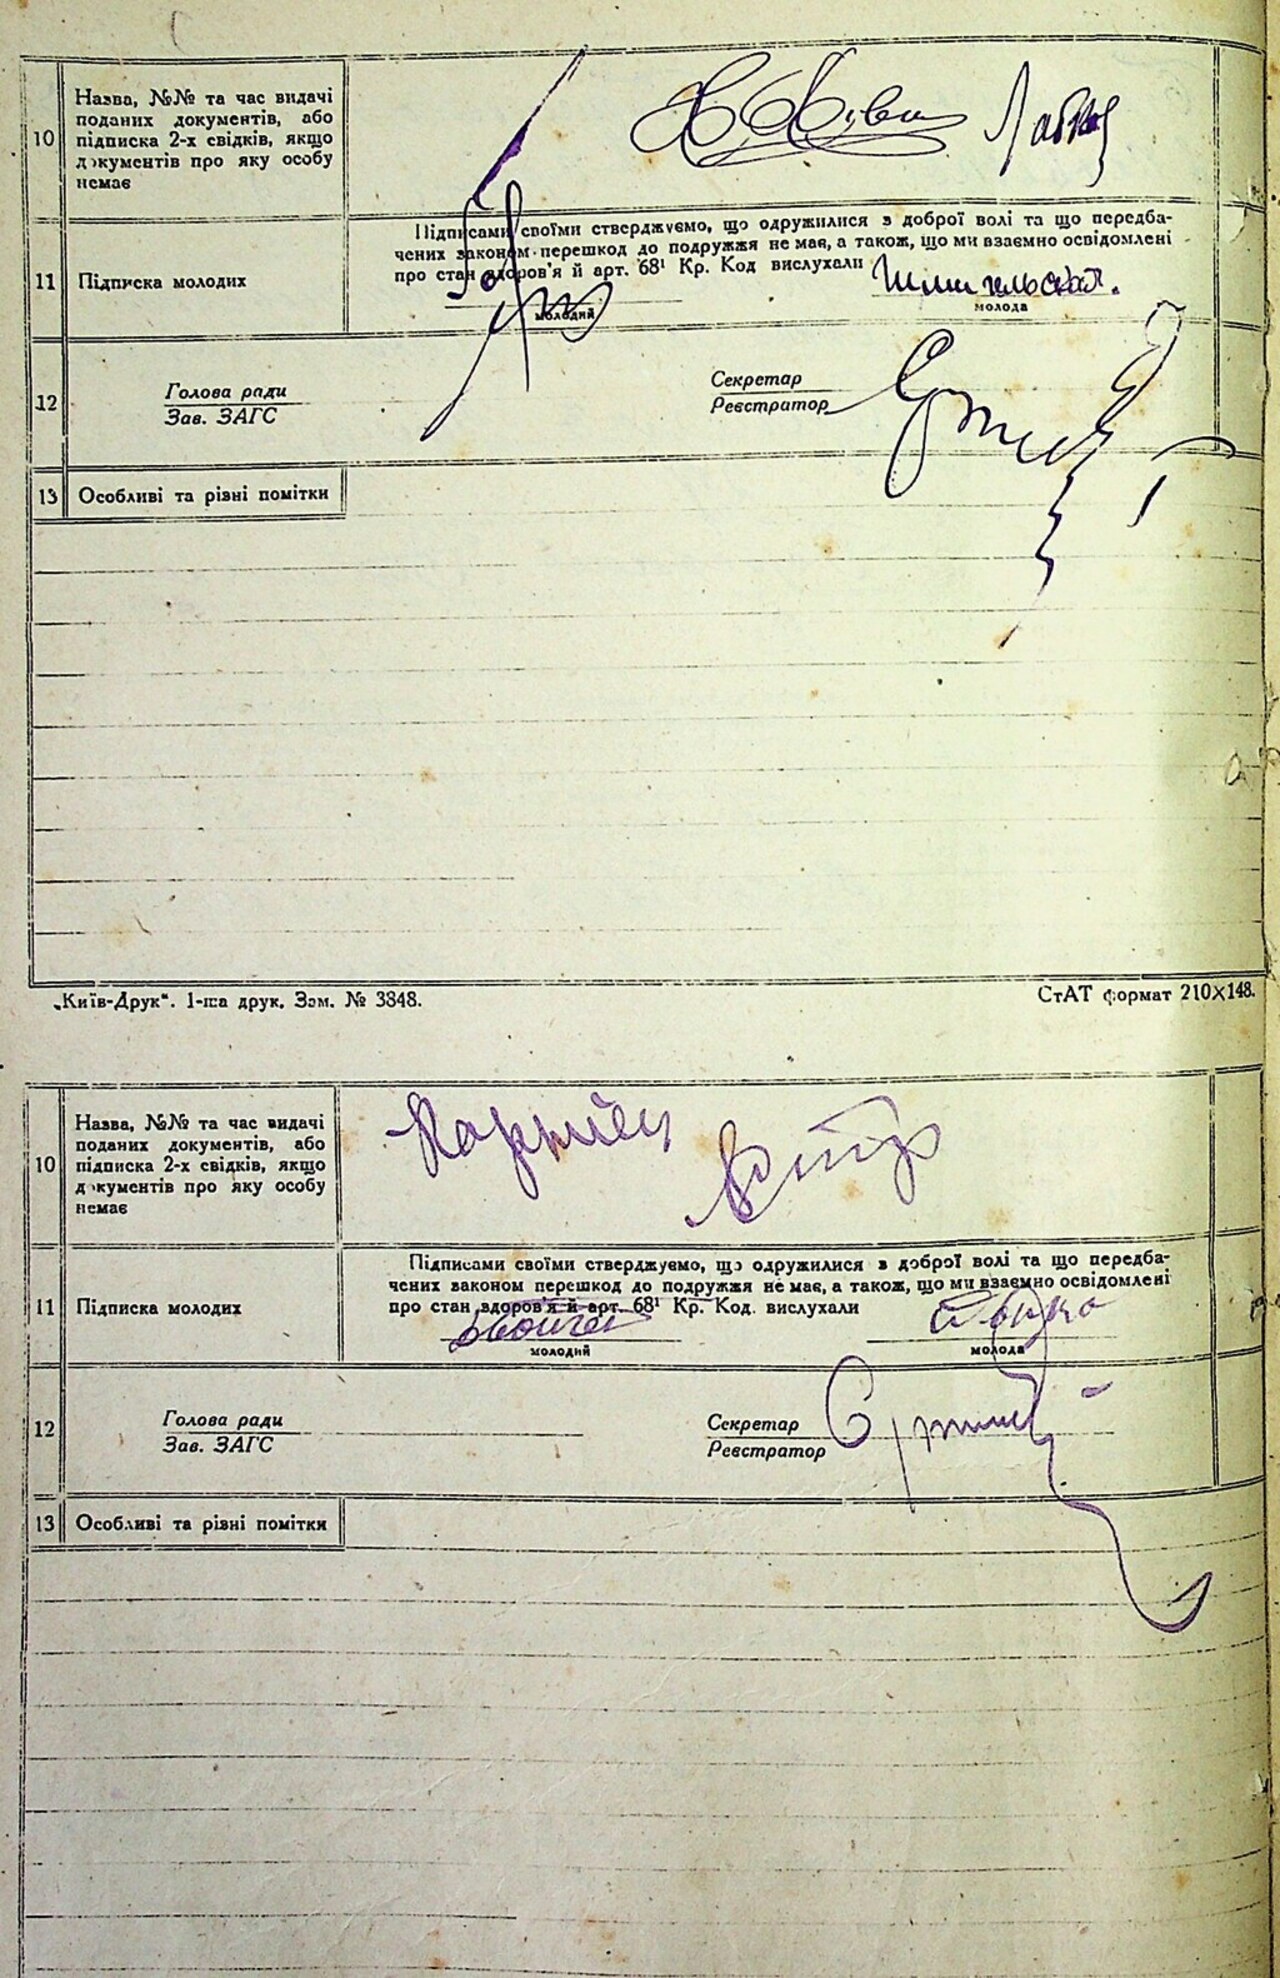 10
Назва, №№ та час видачі
поданих документів, або
підписка 2-х свідків, якщо
документів про яку особу
немає
11
Підписка молодих
Підписами своїми стверджуємо, що одружилися з доброї волі та що передба-
чених законом перешкод до подружжя немає, а також, що ми взаємно освідомлені
про стан здоров'я й арт. 68¹ Кр. Код вислухали
молодий
молода
12
Голова ради
Зав. ЗАГС
Секретар
Реєстратор
13
Особливі та різні помітки
„Київ-Друк“. 1-ша друк. Зам. № 3848.
СтАТ формат 210×148.
10
Назва, №№ та час видачі
поданих документів, або
підписка 2-х свідків, якщо
документів про яку особу
немає
11
Підписка молодих
Підписами своїми стверджуємо, що одружилися з доброї волі та що передба-
чених законом перешкод до подружжя немає, а також, що ми взаємно освідомлені
про стан здоров'я й арт. 68¹ Кр. Код. вислухали
молодий
молода
12
Голова ради
Зав. ЗАГС
Секретар
Реєстратор
13
Особливі та різні помітки